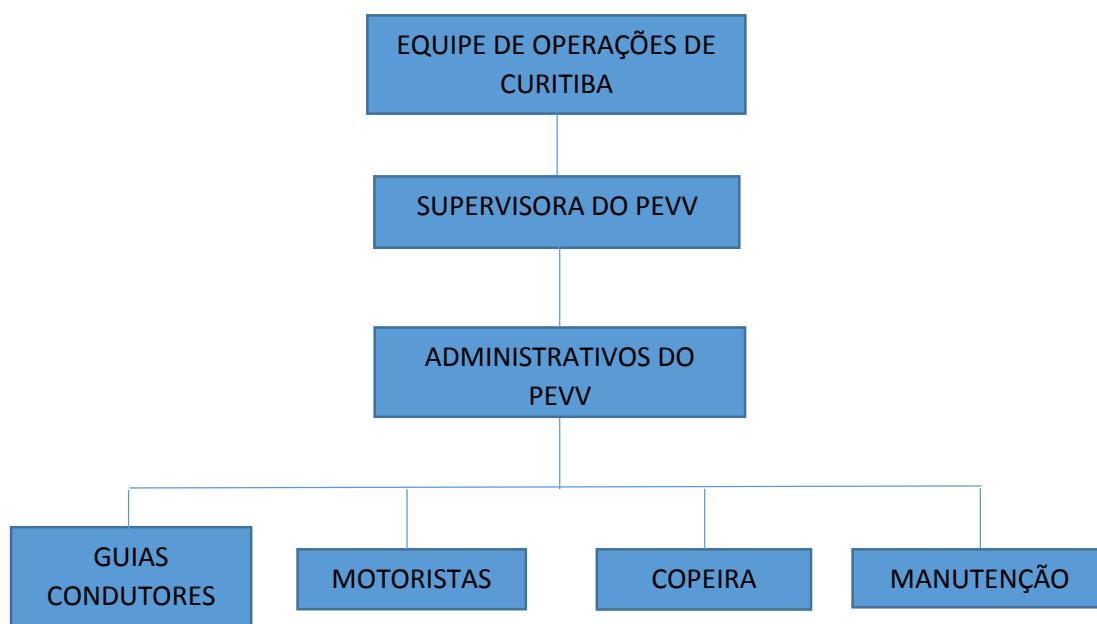 EQUIPE DE OPERAÇÕES DE
CURITIBA
SUPERVISORA DO PEVV
ADMINISTRATIVOS DO
PEVV
GUIAS
CONDUTORES
MOTORISTAS
COPEIRA
MANUTENÇÃO